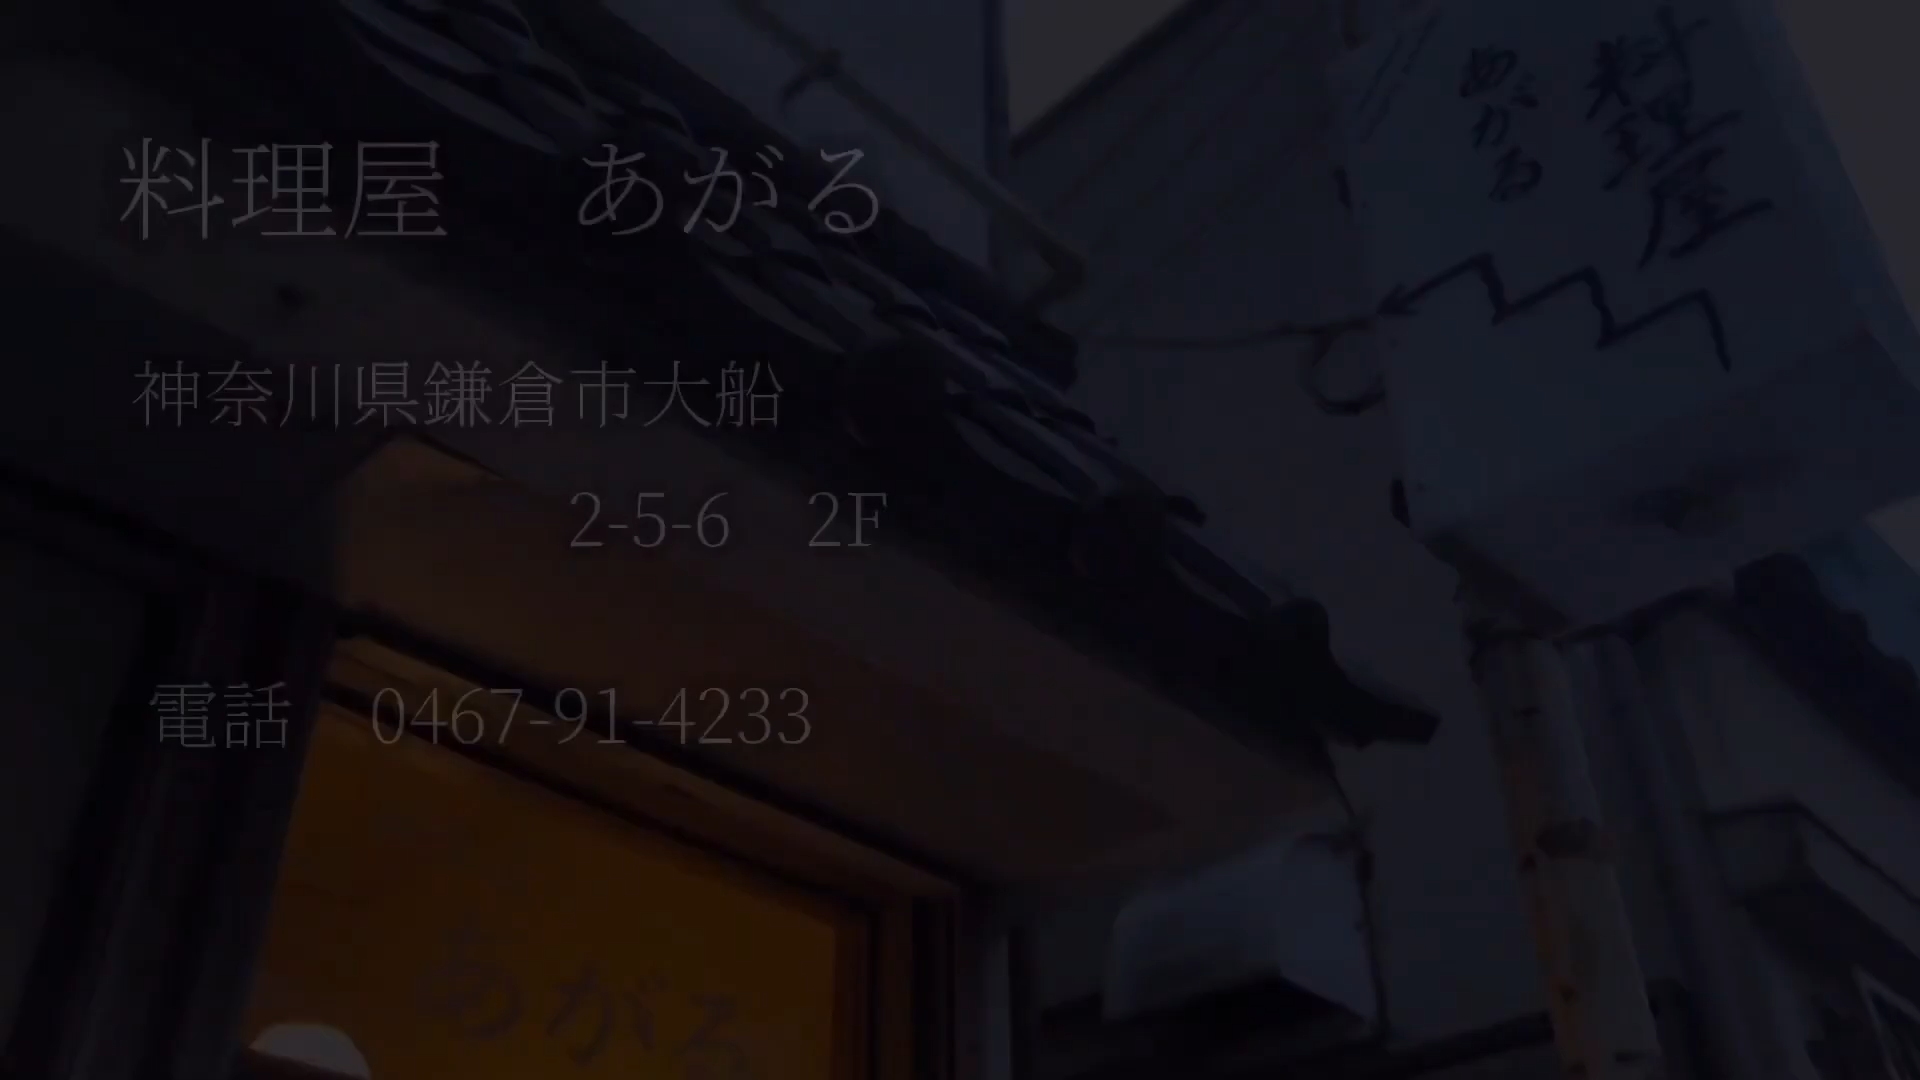 料理屋　あがる
神奈川県鎌倉市大船
2-5-6　2F
電話　0467-91-4233
料理屋
あがる
あがる